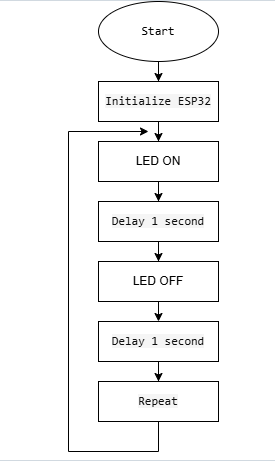 Start
Initialize ESP32
LED ON
Delay 1 second
LED OFF
Delay 1 second
Repeat